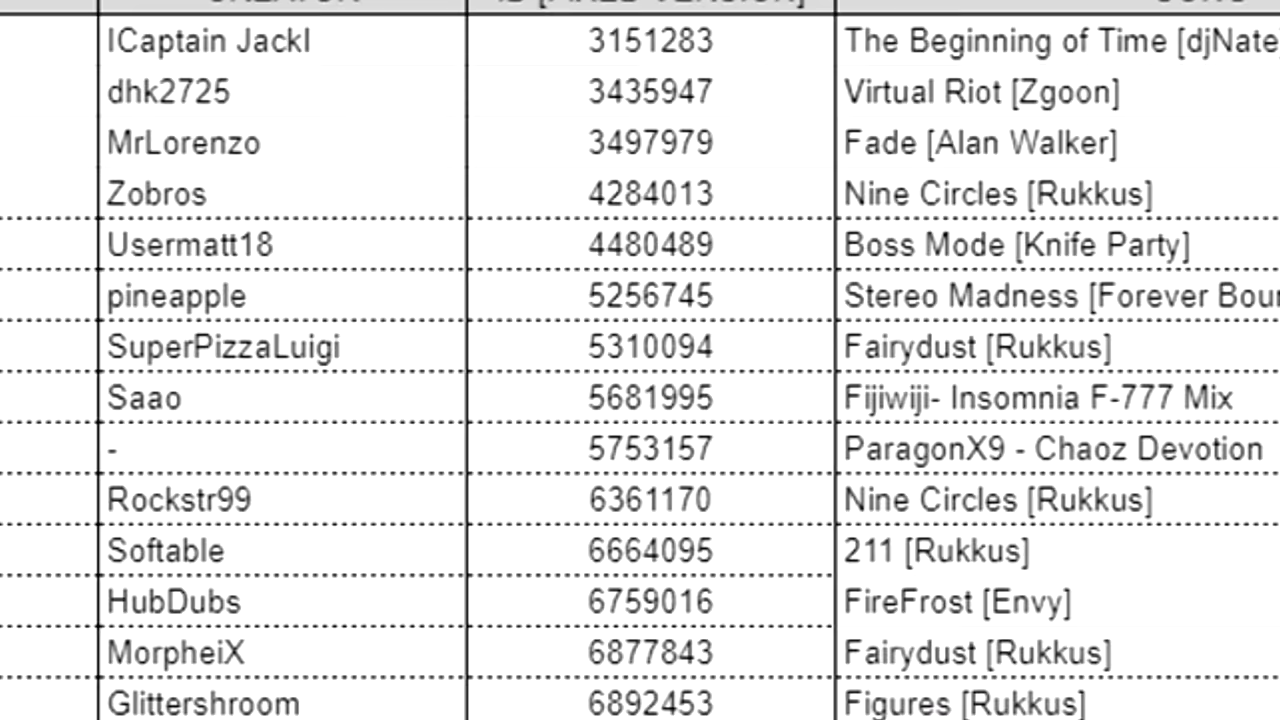 ICaptain JackI 3151283 The Beginning of Time [djNate]
dhk2725 3435947 Virtual Riot [Zgoon]
MrLorenzo 3497979 Fade [Alan Walker]
Zobros 4284013 Nine Circles [Rukkus]
Usermatt18 4480489 Boss Mode [Knife Party]
pineapple 5256745 Stereo Madness [Forever Bou
SuperPizzaLuigi 5310094 Fairydust [Rukkus]
Saao 5681995 Fijiwiji- Insomnia F-777 Mix
- 5753157 ParagonX9 - Chaoz Devotion
Rockstr99 6361170 Nine Circles [Rukkus]
Softable 6664095 211 [Rukkus]
HubDubs 6759016 FireFrost [Envy]
MorpheiX 6877843 Fairydust [Rukkus]
Glittershroom 6892453 Figures [Rukkus]